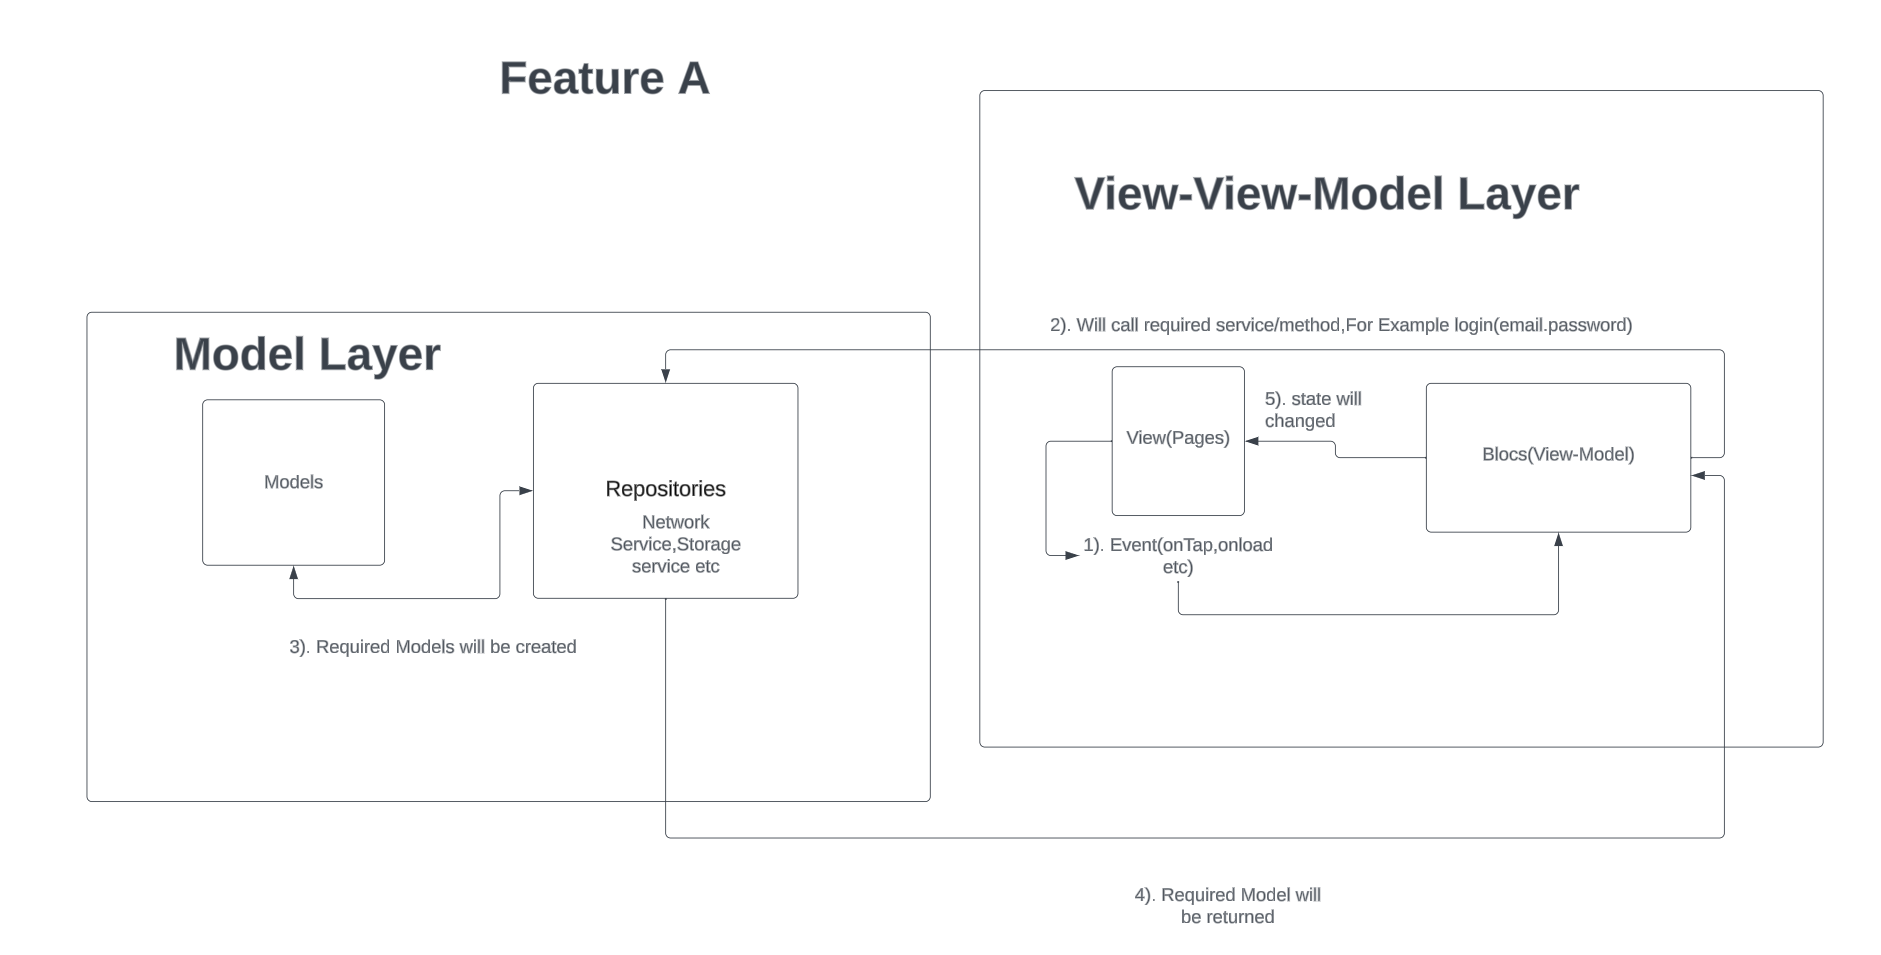 Feature A
View-View-Model Layer
Model Layer
2). Will call required service/method,For Example login(email.password)
Models
Repositories
Network
Service,Storage
service etc
3). Required Models will be created
View(Pages)
5). state will
changed
Blocs(View-Model)
1). Event(onTap,onload
etc)
4). Required Model will
be returned